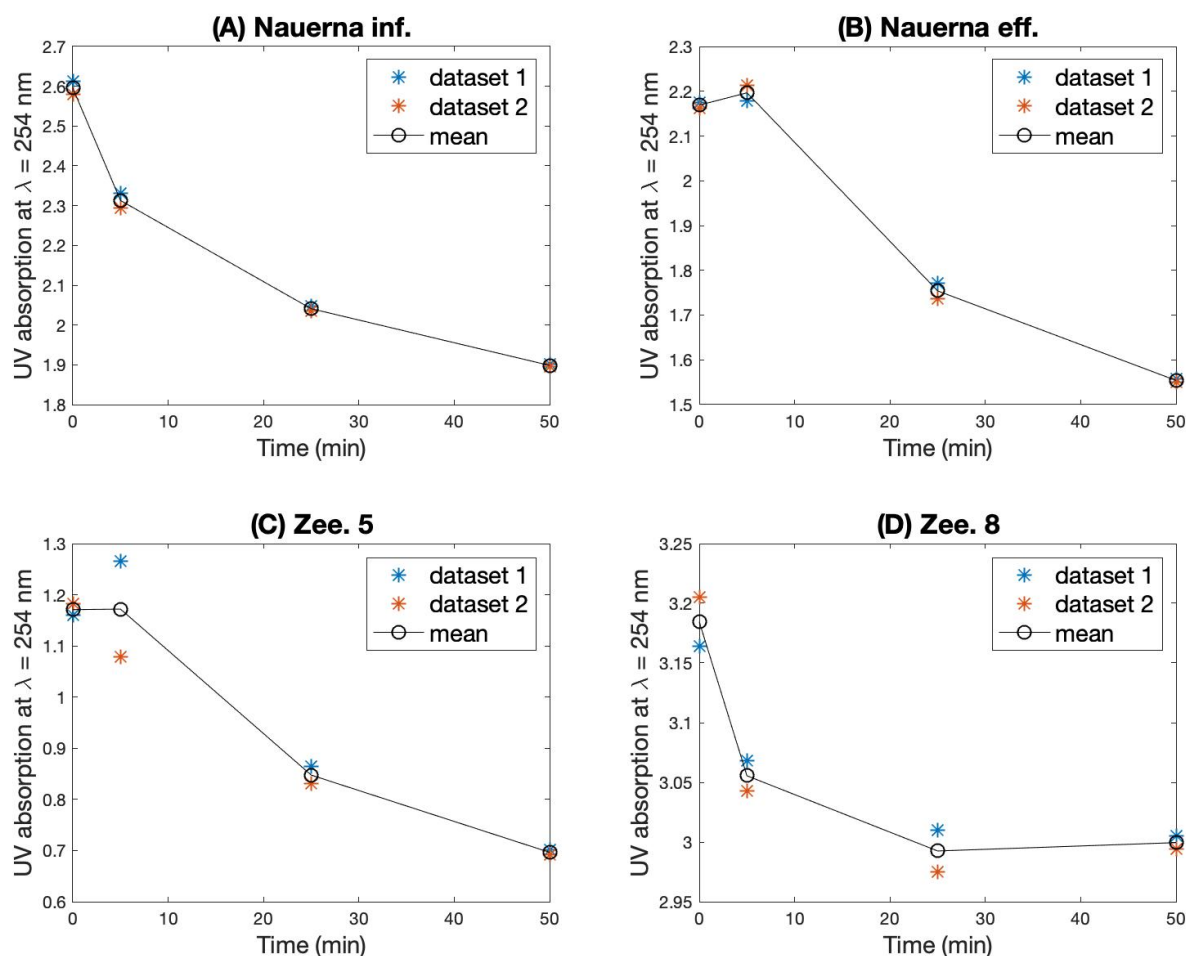 (A) Nauerna inf.
UV absorption at λ = 254 nm
2.7
2.6
2.5
2.4
2.3
2.2
2.1
2
1.9
1.8
dataset 1
dataset 2
mean
0 10 20 30 40 50
Time (min)
(B) Nauerna eff.
UV absorption at λ = 254 nm
2.3
2.2
2.1
2
1.9
1.8
1.7
1.6
1.5
dataset 1
dataset 2
mean
0 10 20 30 40 50
Time (min)
(C) Zee. 5
UV absorption at λ = 254 nm
1.3
1.2
1.1
1
0.9
0.8
0.7
0.6
dataset 1
dataset 2
mean
0 10 20 30 40 50
Time (min)
(D) Zee. 8
UV absorption at λ = 254 nm
3.25
3.2
3.15
3.1
3.05
3
2.95
dataset 1
dataset 2
mean
0 10 20 30 40 50
Time (min)